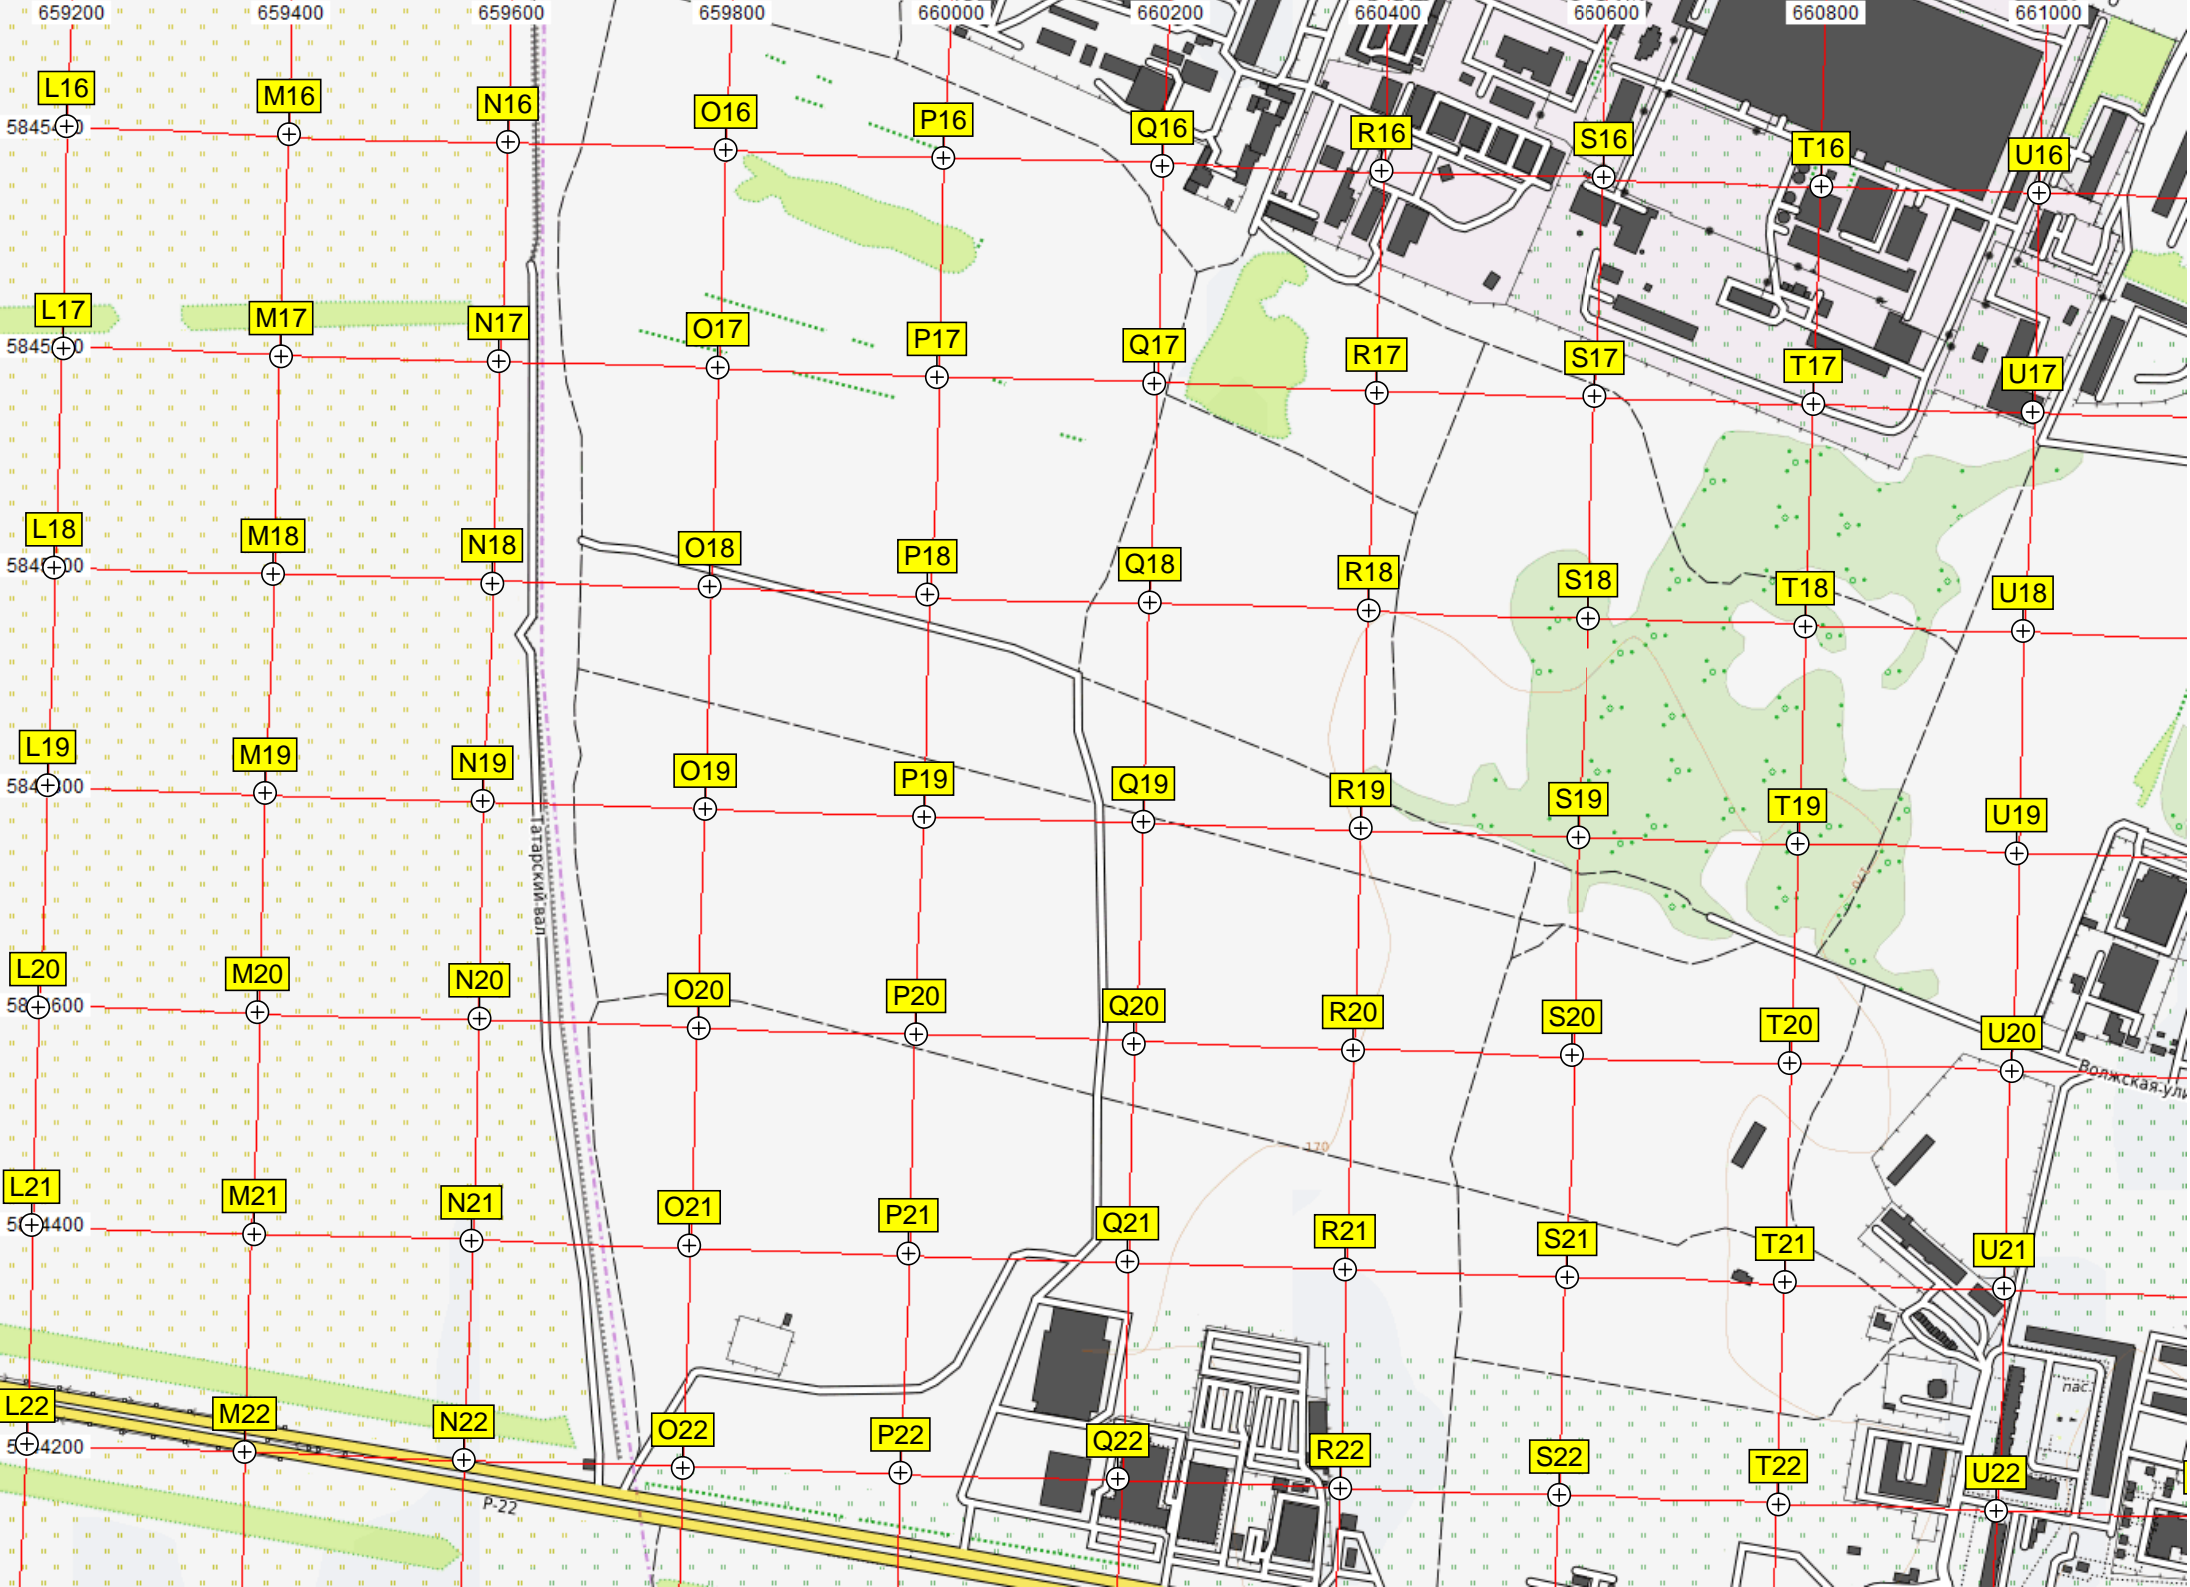 659200 659400 659600 659800 660000 660200 660400 660600 660800 661000
L16 M16 N16 O16 P16 Q16 R16 S16 T16 U16
L17 M17 N17 O17 P17 Q17 R17 S17 T17 U17
L18 M18 N18 O18 P18 Q18 R18 S18 T18 U18
L19 M19 N19 O19 P19 Q19 R19 S19 T19 U19
Татарский вал
170
L20 M20 N20 O20 P20 Q20 R20 S20 T20 U20
170
L21 M21 N21 O21 P21 Q21 R21 S21 T21 U21
пас.
L22 M22 N22 O22 P22 Q22 R22 S22 T22 U22
Р-22